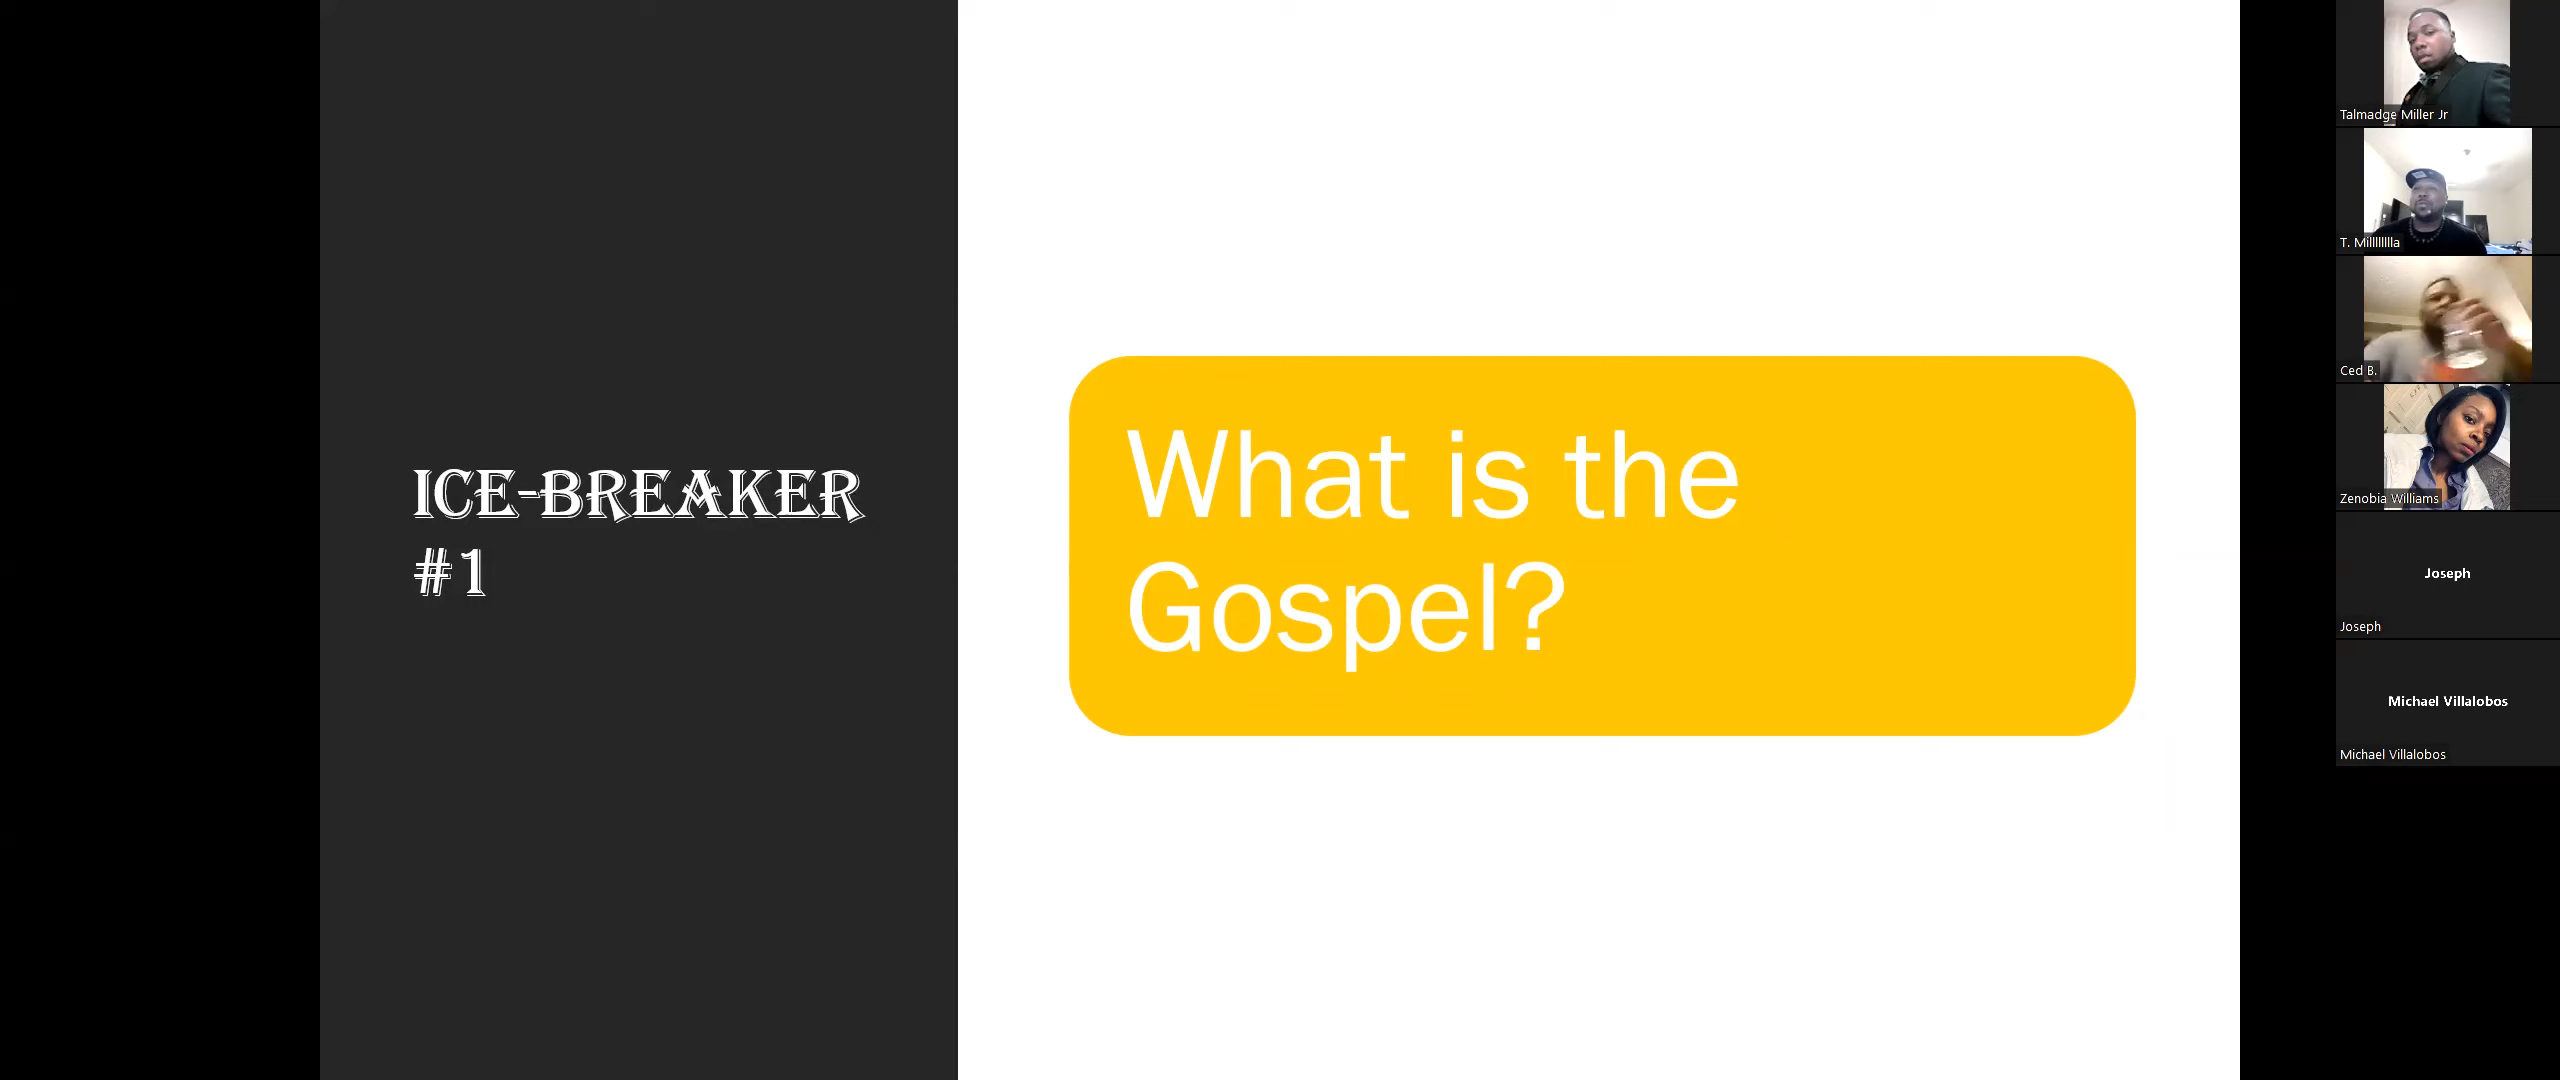 ICE-BREAKER
#1
What is the
Gospel?
Talmadge Miller Jr
T. Milllllllla
Ced B.
Zenobia Williams
Joseph
Joseph
Michael Villalobos
Michael Villalobos